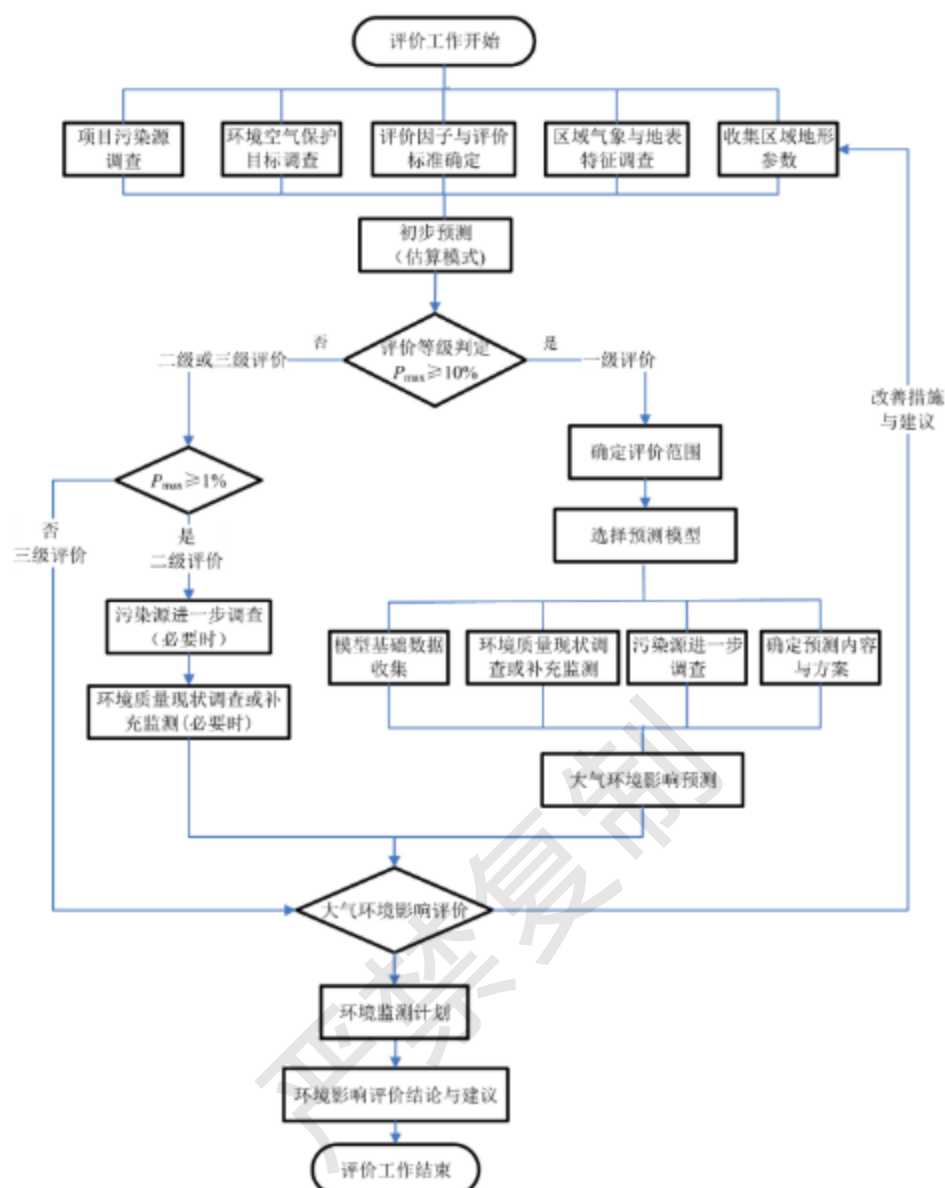 评价工作开始
项目污染源
调查
环境空气保护
目标调查
评价因子与评价
标准确定
区域气象与地表
特征调查
收集区域地形
参数
初步预测
（估算模式)
否
评价等级判定
Pmax≥10%
是
二级或三级评价
一级评价
改善措施
与建议
确定评价范围
Pmax≥1%
否
三级评价
是
二级评价
选择预测模型
污染源进一步调查
（必要时）
模型基础数据
收集
环境质量现状调
查或补充监测
污染源进一步
调查
确定预测内容
与方案
环境质量现状调查或补
充监测(必要时)
大气环境影响预测
大气环境影响评价
环境监测计划
环境影响评价结论与建议
评价工作结束
严禁复制